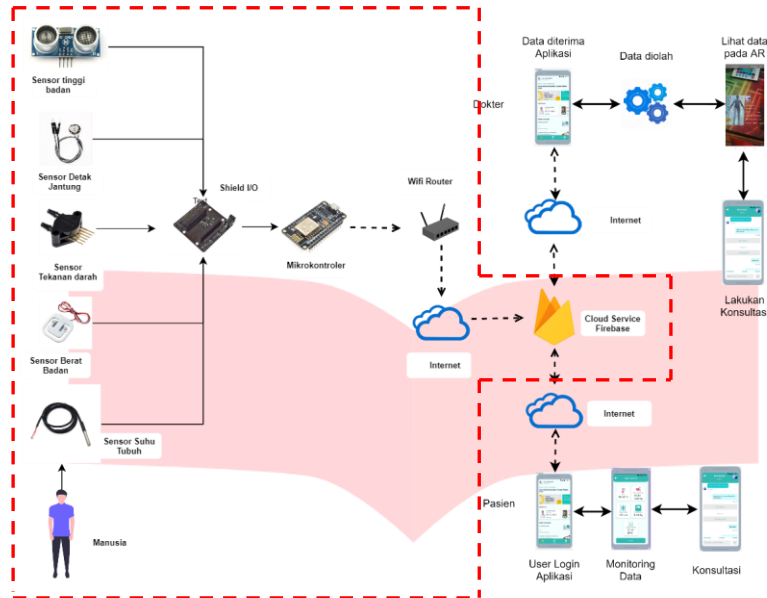 Sensor tinggi
badan
Sensor Detak
Jantung
Sensor
Tekanan darah
Sensor Berat
Badan
Sensor Suhu
Tubuh
Manusia
Shield I/O
Mikrokontroler
Wifi Router
Internet
Cloud Service
Firebase
Internet
Internet
Dokter
Data diterima
Aplikasi
Data diolah
Lihat data
pada AR
Lakukan
Konsultasi
Pasien
User Login
Aplikasi
Monitoring
Data
Konsultasi